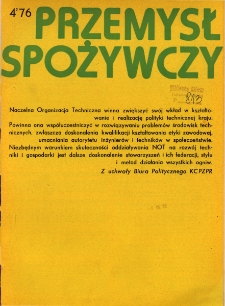 4'76
PRZEMYSŁ
SPOŻYWCZY
Naczelna Organizacja Techniczna winna zwiększyć swój wkład w kształto-
wanie i realizację polityki technicznej kraju.
Powinna ona współuczestniczyć w rozwiązywaniu problemów środowisk tech-
nicznych, zwłaszcza doskonalenia kwalifikacji kształtowania etyki zawodowej,
umacniania autorytetu inżynierów i techników w społeczeństwie.
Niezbędnym warunkiem skuteczności oddziaływania NOT na rozwój tech-
niki i gospodarki jest dalsze doskonalenie stowarzyszeń i ich federacji, stylu
i metod działania wszystkich ogniw.
Z uchwały Biura Politycznego KC PZPR